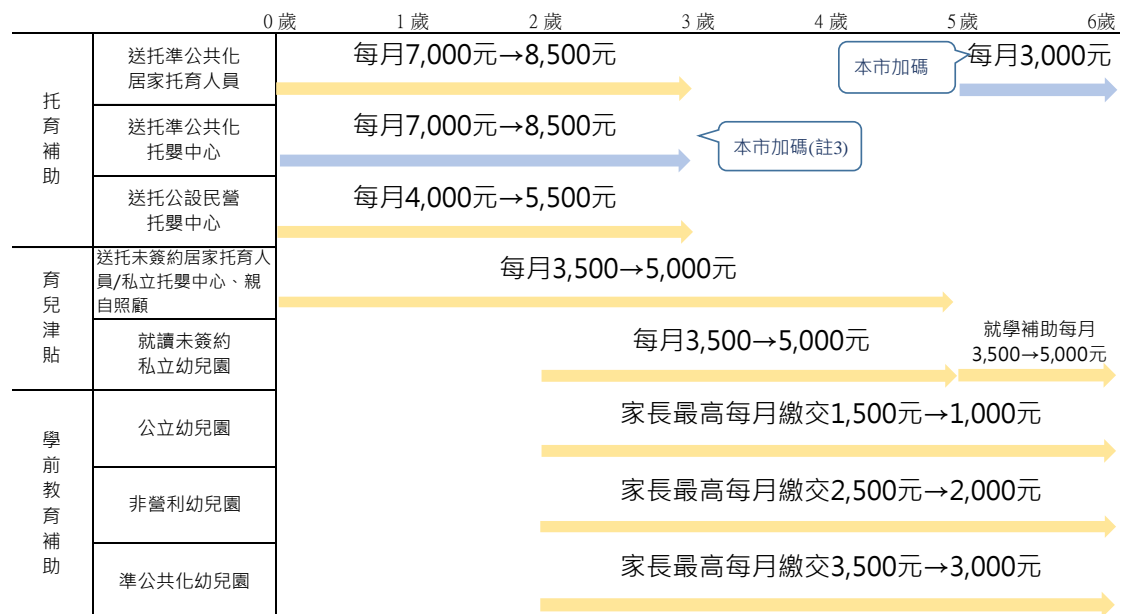 0 歲 1 歲 2 歲 3 歲 4 歲 5 歲 6歲
托育補助
送托準公共化
居家托育人員
每月7,000元→8,500元
本市加碼
每月3,000元
送托準公共化
托嬰中心
每月7,000元→8,500元
本市加碼(註3)
送托公設民營
托嬰中心
每月4,000元→5,500元
育兒津貼
送托未簽約居家托育人
員/私立托嬰中心、親
自照顧
每月3,500→5,000元
就讀未簽約
私立幼兒園
每月3,500→5,000元
就學補助每月
3,500→5,000元
學前教育補助
公立幼兒園
家長最高每月繳交1,500元→1,000元
非營利幼兒園
家長最高每月繳交2,500元→2,000元
準公共化幼兒園
家長最高每月繳交3,500元→3,000元